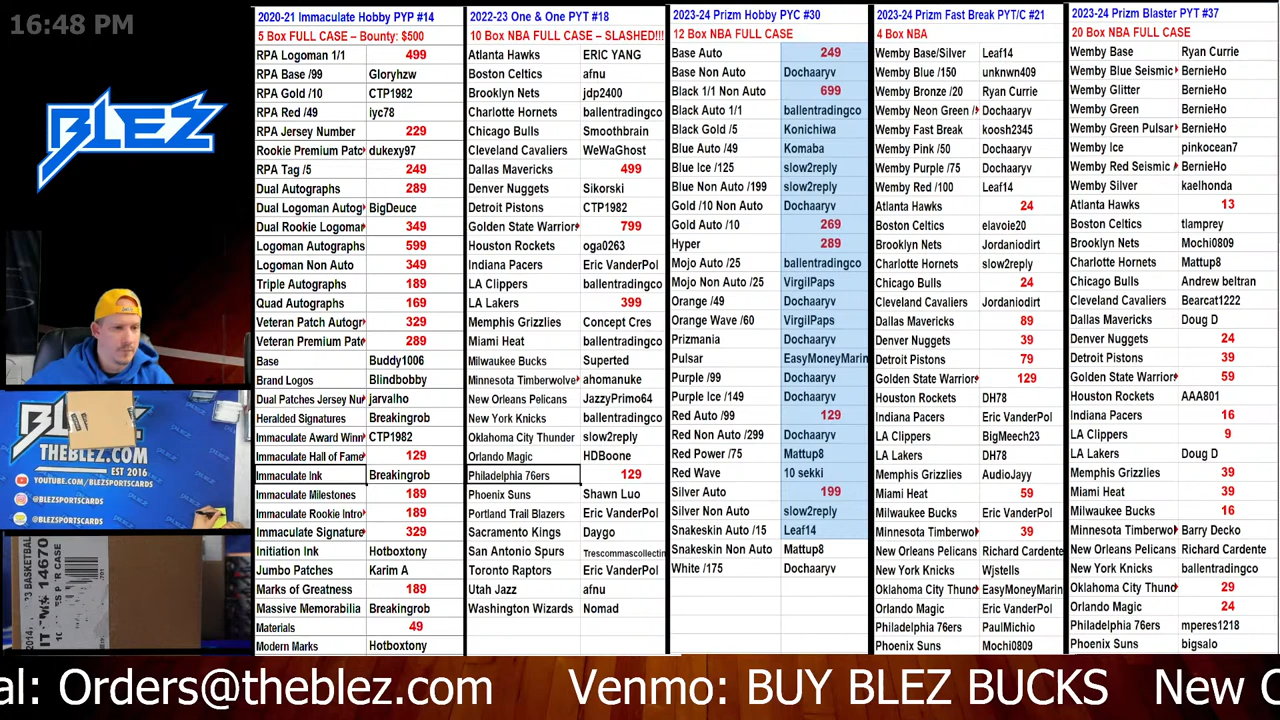 16:48 PM
BLEZ
BLEZ
THEBLEZ.COM
EST 2016
YOUTUBE.COM/BLEZSPORTSCARDS
@BLEZSPORTSCARDS
@BLEZSPORTSCARDS
2020-21 Immaculate Hobby PYP #14
5 Box FULL CASE – Bounty: $500
RPA Logoman 1/1 499
RPA Base /99 Gloryhzw
RPA Gold /10 CTP1982
RPA Red /49 iyc78
RPA Jersey Number 229
Rookie Premium Patc dukexy97
RPA Tag /5 249
Dual Autographs 289
Dual Logoman Autog BigDeuce
Dual Rookie Logoma 349
Logoman Autographs 599
Logoman Non Auto 349
Triple Autographs 189
Quad Autographs 169
Veteran Patch Autogr 329
Veteran Premium Pat 289
Base Buddy1006
Brand Logos Blindbobby
Dual Patches Jersey Nu jarvalho
Heralded Signatures Breakingrob
Immaculate Award Winn CTP1982
Immaculate Hall of Fame 129
Immaculate Ink Breakingrob
Immaculate Milestones 189
Immaculate Rookie Intro 189
Immaculate Signature 329
Initiation Ink Hotboxtony
Jumbo Patches Karim A
Marks of Greatness 189
Massive Memorabilia Breakingrob
Materials 49
Modern Marks Hotboxtony
2022-23 One & One PYT #18
10 Box NBA FULL CASE – SLASHED!!!
Atlanta Hawks ERIC YANG
Boston Celtics afnu
Brooklyn Nets jdp2400
Charlotte Hornets ballentradingco
Chicago Bulls Smoothbrain
Cleveland Cavaliers WeWaGhost
Dallas Mavericks 499
Denver Nuggets Sikorski
Detroit Pistons CTP1982
Golden State Warrior 799
Houston Rockets oga0263
Indiana Pacers Eric VanderPol
LA Clippers ballentradingco
LA Lakers 399
Memphis Grizzlies Concept Cres
Miami Heat ballentradingco
Milwaukee Bucks Superted
Minnesota Timberwolve ahomanuke
New Orleans Pelicans JazzyPrimo64
New York Knicks ballentradingco
Oklahoma City Thunder slow2reply
Orlando Magic HDBoone
Philadelphia 76ers 129
Phoenix Suns Shawn Luo
Portland Trail Blazers Eric VanderPol
Sacramento Kings Daygo
San Antonio Spurs Trescommascollectin
Toronto Raptors Eric VanderPol
Utah Jazz afnu
Washington Wizards Nomad
2023-24 Prizm Hobby PYC #30
12 Box NBA FULL CASE
Base Auto 249
Base Non Auto Dochaaryv
Black 1/1 Non Auto 699
Black Auto 1/1 ballentradingco
Black Gold /5 Konichiwa
Blue Auto /49 Komaba
Blue Ice /125 slow2reply
Blue Non Auto /199 slow2reply
Gold /10 Non Auto Dochaaryv
Gold Auto /10 269
Hyper 289
Mojo Auto /25 ballentradingco
Mojo Non Auto /25 VirgilPaps
Orange /49 Dochaaryv
Orange Wave /60 VirgilPaps
Prizmania Dochaaryv
Pulsar EasyMoneyMarin
Purple /99 Dochaaryv
Purple Ice /149 Dochaaryv
Red Auto /99 129
Red Non Auto /299 Dochaaryv
Red Power /75 Mattup8
Red Wave 10 sekki
Silver Auto 199
Silver Non Auto slow2reply
Snakeskin Auto /15 Leaf14
Snakeskin Non Auto Mattup8
White /175 Dochaaryv
2023-24 Prizm Fast Break PYT/C #21
4 Box NBA
Wemby Base/Silver Leaf14
Wemby Blue /150 unknwn409
Wemby Bronze /20 Ryan Currie
Wemby Neon Green / Dochaaryv
Wemby Fast Break koosh2345
Wemby Pink /50 Dochaaryv
Wemby Purple /75 Dochaaryv
Wemby Red /100 Leaf14
Atlanta Hawks 24
Boston Celtics elavoie20
Brooklyn Nets Jordaniodirt
Charlotte Hornets slow2reply
Chicago Bulls 24
Cleveland Cavaliers Jordaniodirt
Dallas Mavericks 89
Denver Nuggets 39
Detroit Pistons 79
Golden State Warrior 129
Houston Rockets DH78
Indiana Pacers Eric VanderPol
LA Clippers BigMeech23
LA Lakers DH78
Memphis Grizzlies AudioJayy
Miami Heat 59
Milwaukee Bucks Eric VanderPol
Minnesota Timberwo 39
New Orleans Pelicans Richard Cardente
New York Knicks Wjstells
Oklahoma City Thun EasyMoneyMarin
Orlando Magic Eric VanderPol
Philadelphia 76ers PaulMichio
Phoenix Suns Mochi0809
2023-24 Prizm Blaster PYT #37
20 Box NBA FULL CASE
Wemby Base Ryan Currie
Wemby Blue Seismic BernieHo
Wemby Glitter BernieHo
Wemby Green BernieHo
Wemby Green Pulsar BernieHo
Wemby Ice pinkocean7
Wemby Red Seismic BernieHo
Wemby Silver kaelhonda
Atlanta Hawks 13
Boston Celtics tlamprey
Brooklyn Nets Mochi0809
Charlotte Hornets Mattup8
Chicago Bulls Andrew beltran
Cleveland Cavaliers Bearcat1222
Dallas Mavericks Doug D
Denver Nuggets 24
Detroit Pistons 39
Golden State Warrior 59
Houston Rockets AAA801
Indiana Pacers 16
LA Clippers 9
LA Lakers Doug D
Memphis Grizzlies 39
Miami Heat 39
Milwaukee Bucks 16
Minnesota Timberwo Barry Decko
New Orleans Pelicans Richard Cardente
New York Knicks ballentradingco
Oklahoma City Thun 29
Orlando Magic 24
Philadelphia 76ers mperes1218
Phoenix Suns bigsalo
al: Orders@theblez.com Venmo: BUY BLEZ BUCKS New C